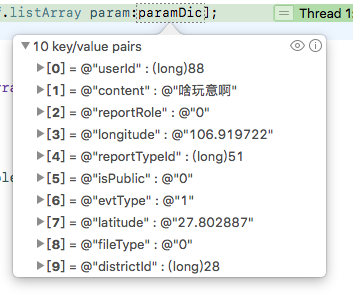 f.listArray param:paramDic];
= Thread 1:
10 key/value pairs
[0] = @"userId" : (long)88
[1] = @"content" : @"啥玩意啊"
[2] = @"reportRole" : @"0"
[3] = @"longitude" : @"106.919722"
[4] = @"reportTypeId" : (long)51
[5] = @"isPublic" : @"0"
[6] = @"evtType" : @"1"
[7] = @"latitude" : @"27.802887"
[8] = @"fileType" : @"0"
[9] = @"districtId" : (long)28
rra
ple